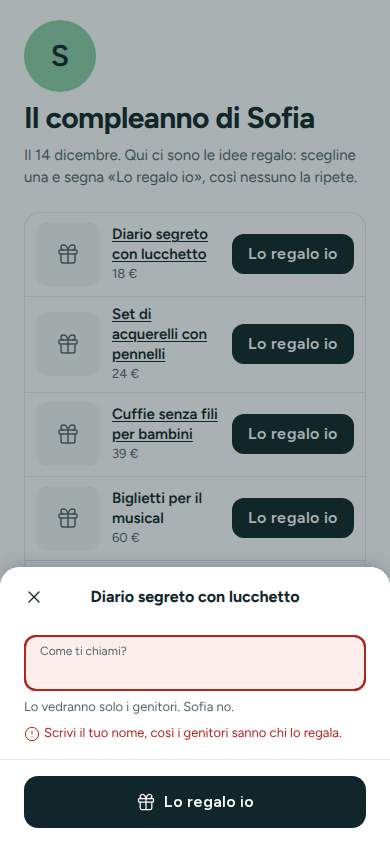 S
Il compleanno di Sofia
Il 14 dicembre. Qui ci sono le idee regalo: scegline
una e segna «Lo regalo io», così nessuno la ripete.
Diario segreto
con lucchetto
18 €
Lo regalo io
Set di
acquerelli con
pennelli
24 €
Lo regalo io
Cuffie senza fili
per bambini
39 €
Lo regalo io
Biglietti per il
musical
60 €
Lo regalo io
Diario segreto con lucchetto
Come ti chiami?
Lo vedranno solo i genitori. Sofia no.
Scrivi il tuo nome, così i genitori sanno chi lo regala.
Lo regalo io